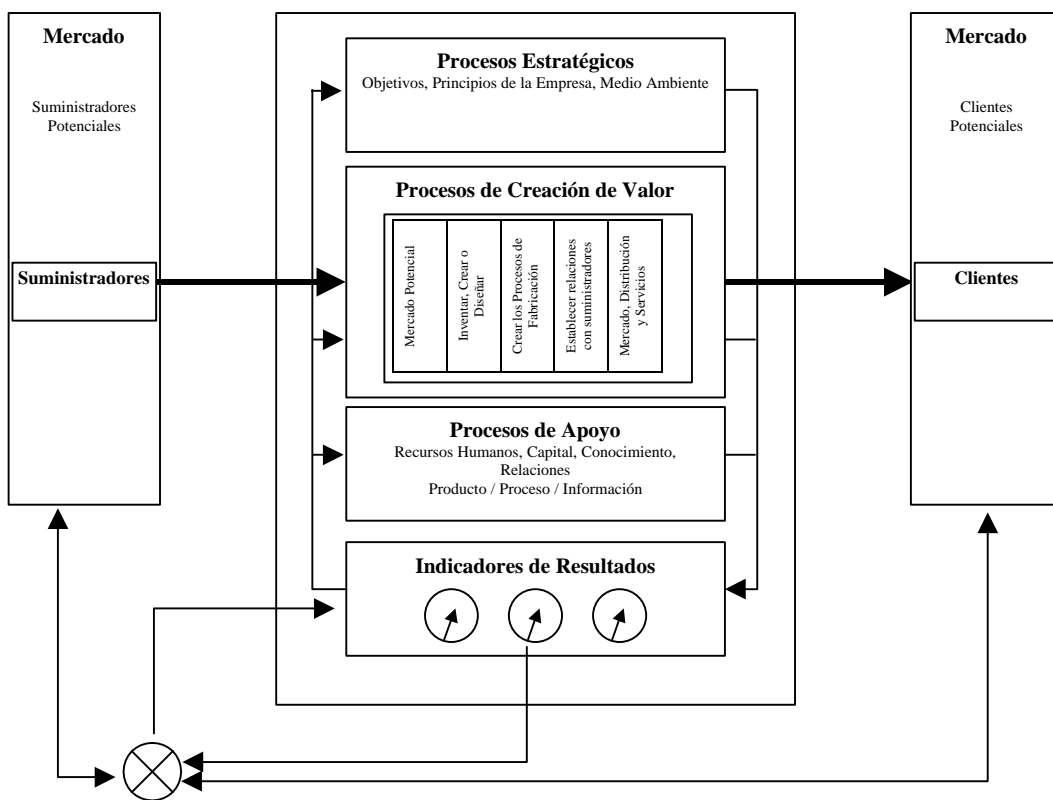 Mercado
Suministradores
Potenciales
Suministradores
Procesos Estratégicos
Objetivos, Principios de la Empresa, Medio Ambiente
Procesos de Creación de Valor
Mercado Potencial
Inventar, Crear o
Diseñar
Crear los Procesos de
Fabricación
Establecer relaciones
con suministradores
Mercado, Distribución
y Servicios
Procesos de Apoyo
Recursos Humanos, Capital, Conocimiento,
Relaciones
Producto / Proceso / Información
Indicadores de Resultados
Mercado
Clientes
Potenciales
Clientes